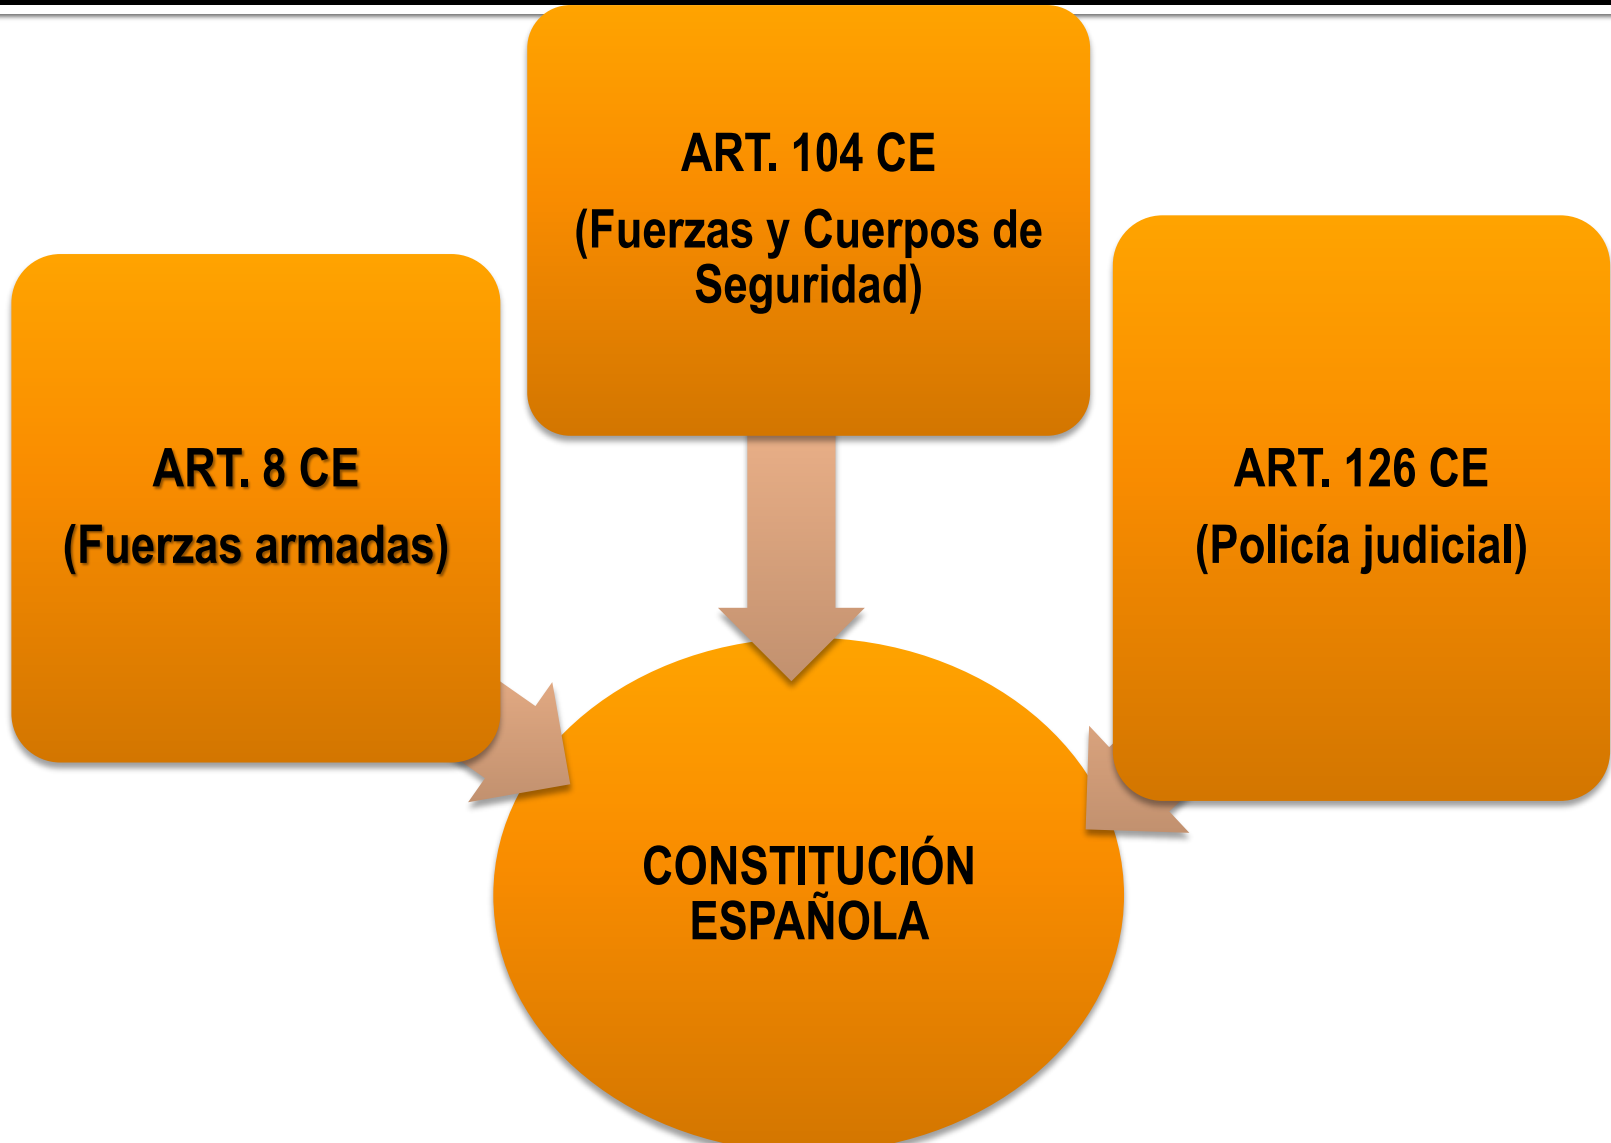 ART. 104 CE
(Fuerzas y Cuerpos de
Seguridad)
ART. 8 CE
(Fuerzas armadas)
ART. 126 CE
(Policía judicial)
CONSTITUCIÓN
ESPAÑOLA